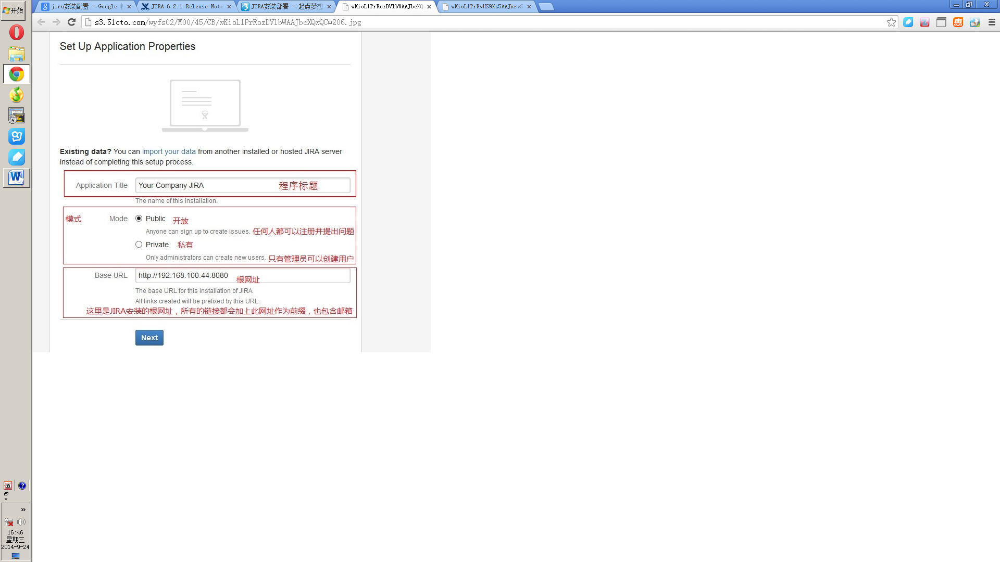 开始
jira安装配置 - Google
JIRA 6.2.1 Release Note
JIRA安装部署 - 起点梦想
wKioL1PrRozDVlbWAAJbcXQ
wKioL1PrRvHS9Xs5AAJxrvS
s3.51cto.com/wyfs02/M00/45/CB/wKioL1PrRozDVlbWAAJbcXQwQCw206.jpg
Set Up Application Properties
Existing data? You can import your data from another installed or hosted JIRA server
instead of completing this setup process.
Application Title Your Company JIRA 程序标题
The name of this installation.
模式 Mode Public 开放
Anyone can sign up to create issues. 任何人都可以注册并提出问题
Private 私有
Only administrators can create new users. 只有管理员可以创建用户
Base URL http://192.168.100.44:8080 根网址
The base URL for this installation of JIRA.
All links created will be prefixed by this URL.
这里是JIRA安装的根网址，所有的链接都会加上此网址作为前缀，也包含邮箱
Next
五
16:46
星期三
2014-9-24